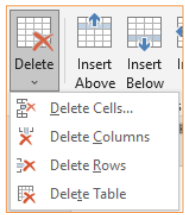 Delete
Insert Above
Insert Below
Delete Cells...
Delete Columns
Delete Rows
Delete Table